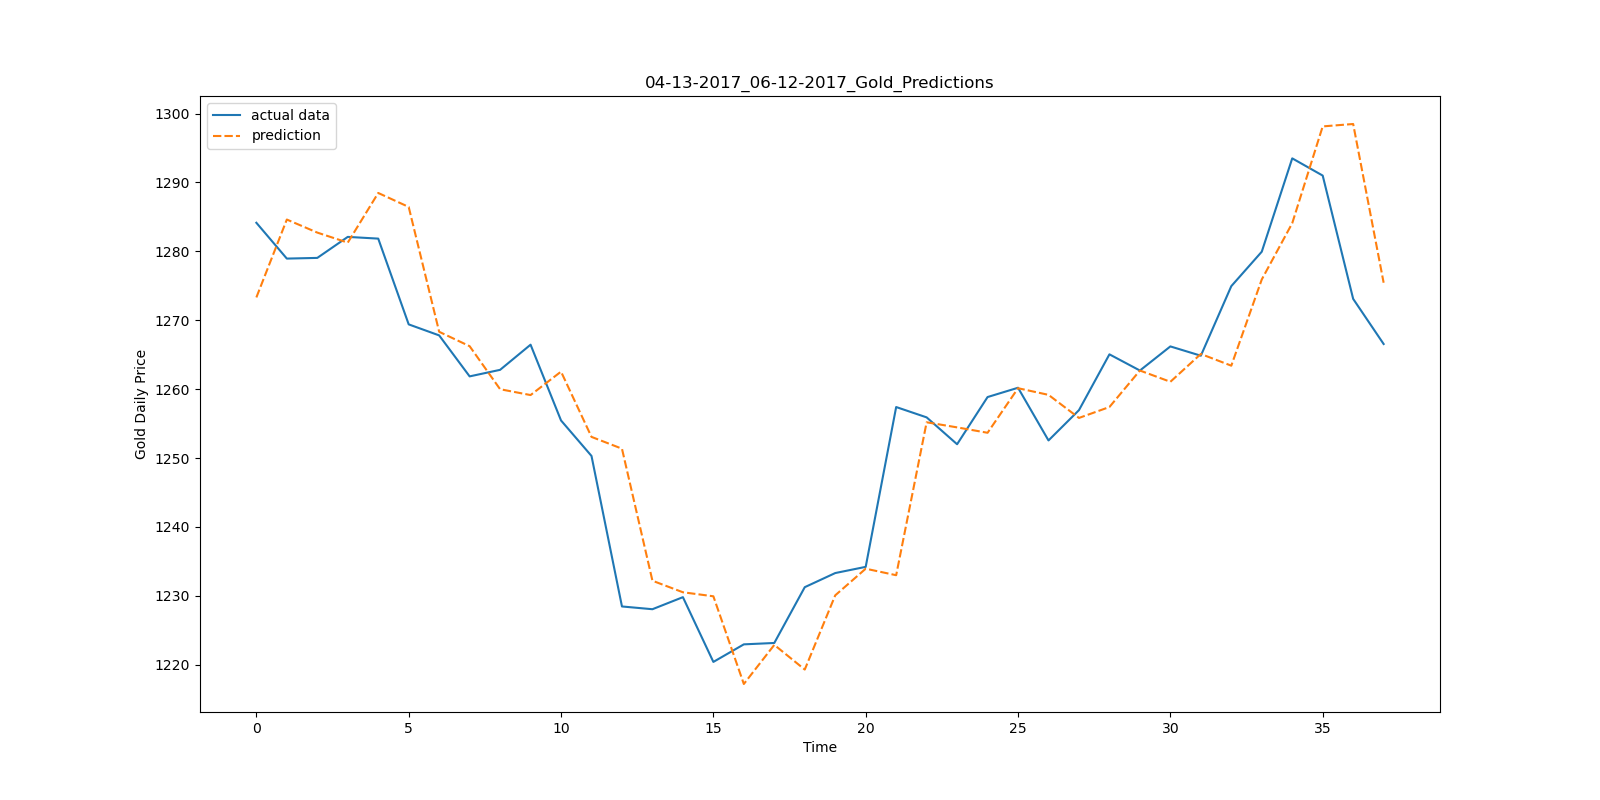 04-13-2017_06-12-2017_Gold_Predictions
actual data
prediction
1300
1290
1280
1270
1260
1250
1240
1230
1220
Gold Daily Price
0 5 10 15 20 25 30 35
Time